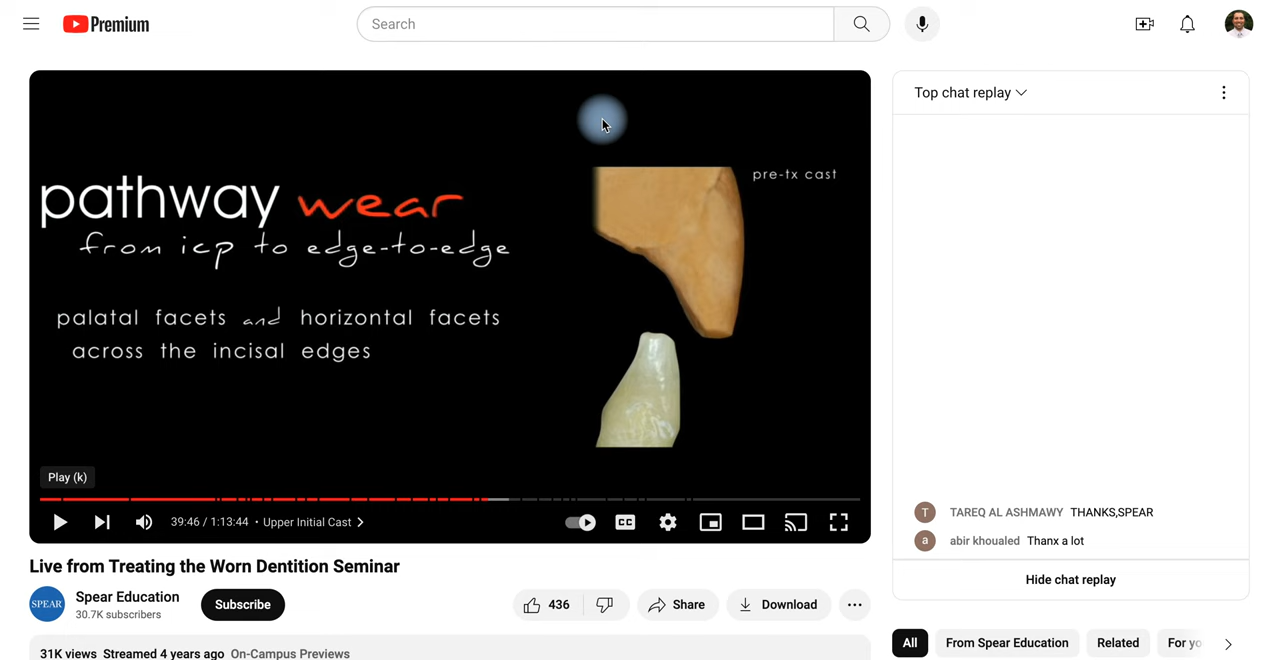 Premium
Search
Top chat replay
pathway wear
from icp to edge-to-edge
palatal facets and horizontal facets
across the incisal edges
pre-tx cast
Play (k)
39:46 / 1:13:44 • Upper Initial Cast
CC
T TAREQ AL ASHMAWY THANKS,SPEAR
a abir khoualed Thanx a lot
Hide chat replay
Live from Treating the Worn Dentition Seminar
SPEAR
Spear Education
30.7K subscribers
Subscribe
436
Share
Download
All
From Spear Education
Related
For yo
31K views Streamed 4 years ago On-Campus Previews